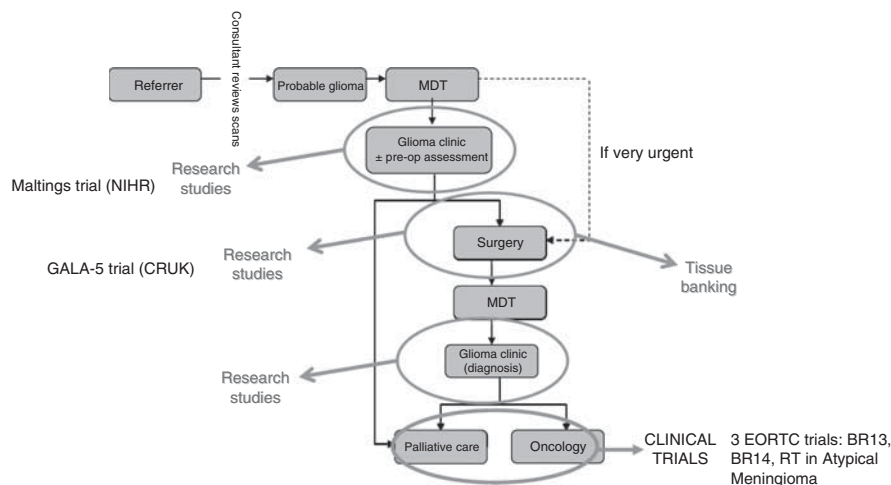 Consultant reviews scans
Referrer
Probable glioma
MDT
Glioma clinic
± pre-op assessment
If very urgent
Research
studies
Maltings trial (NIHR)
Surgery
Research
studies
GALA-5 trial (CRUK)
Tissue
banking
MDT
Glioma clinic
(diagnosis)
Research
studies
Palliative care
Oncology
CLINICAL
TRIALS
3 EORTC trials: BR13,
BR14, RT in Atypical
Meningioma